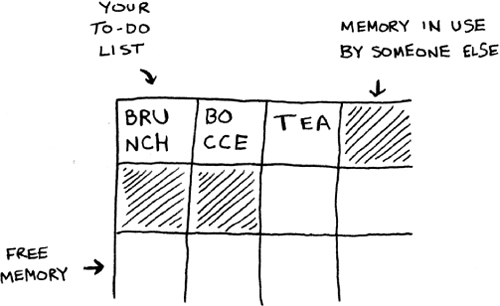 YOUR
TO-DO
LIST
MEMORY IN USE
BY SOMEONE ELSE
BRU
NCH
BO
CCE
TEA
FREE
MEMORY